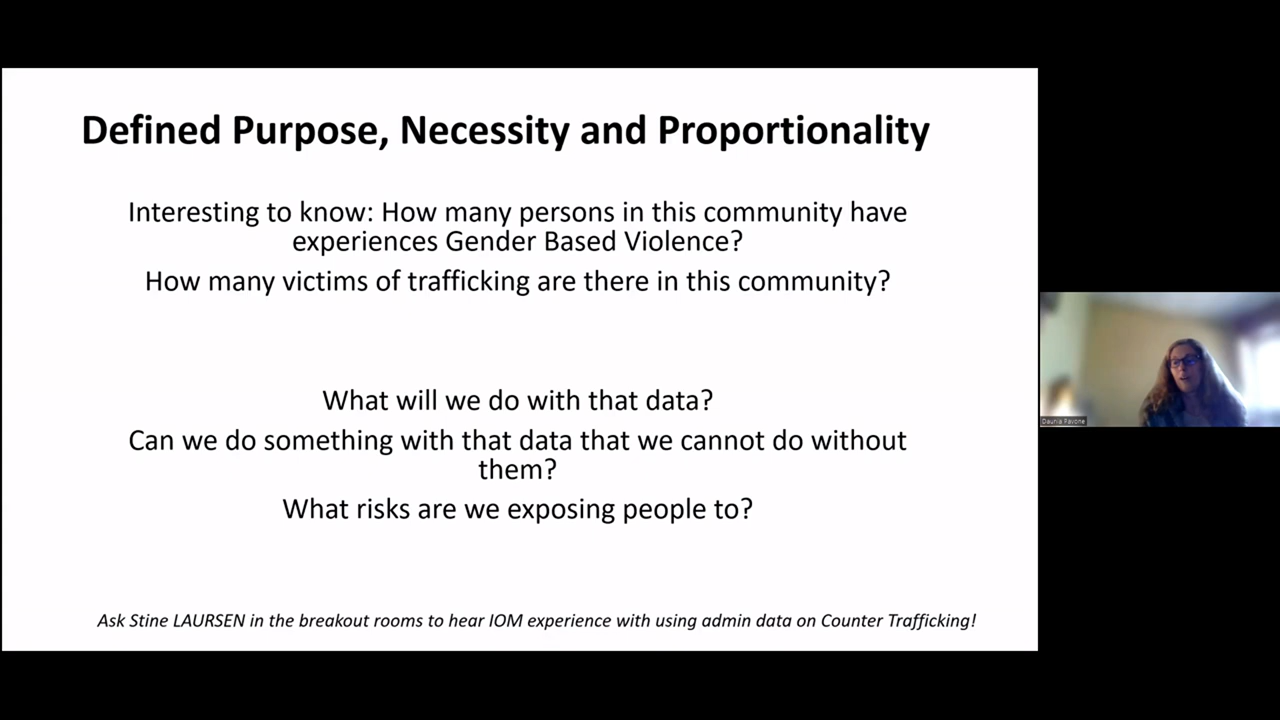 Defined Purpose, Necessity and Proportionality
Interesting to know: How many persons in this community have
experiences Gender Based Violence?
How many victims of trafficking are there in this community?
What will we do with that data?
Can we do something with that data that we cannot do without
them?
What risks are we exposing people to?
Ask Stine LAURSEN in the breakout rooms to hear IOM experience with using admin data on Counter Trafficking!
Daunia Pavone